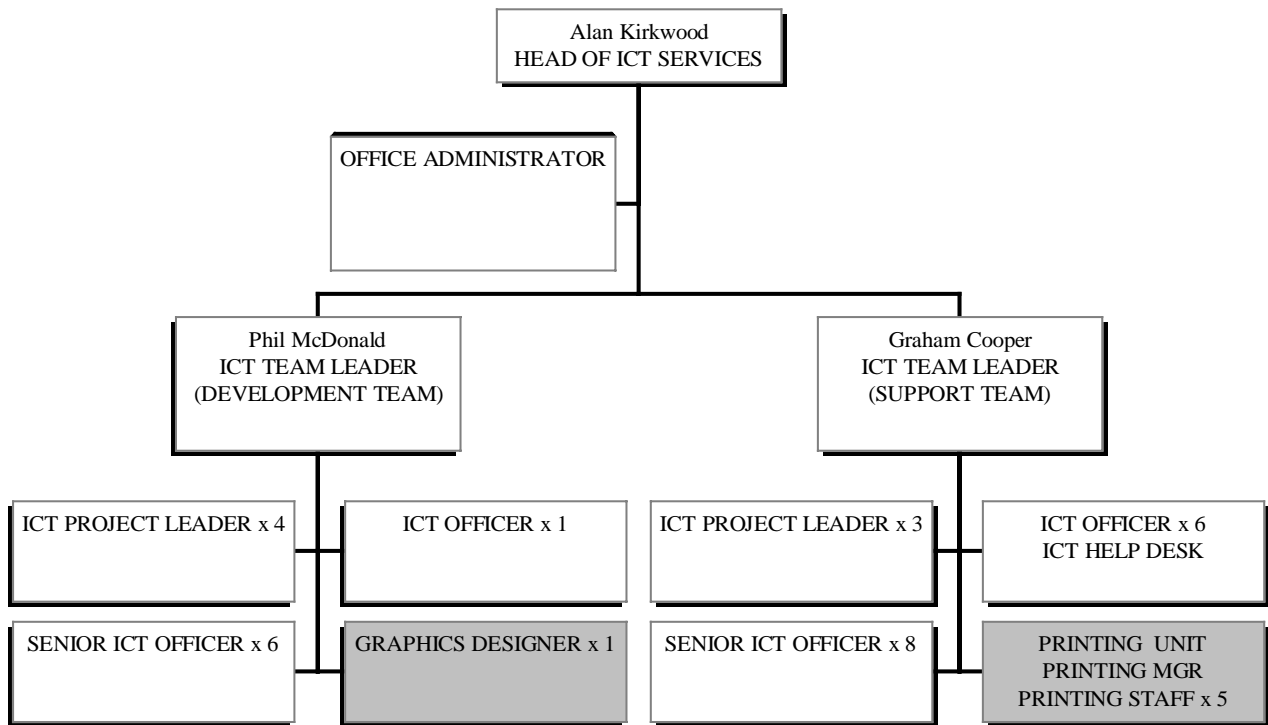 Alan Kirkwood
HEAD OF ICT SERVICES
OFFICE ADMINISTRATOR
Phil McDonald
ICT TEAM LEADER
(DEVELOPMENT TEAM)
Graham Cooper
ICT TEAM LEADER
(SUPPORT TEAM)
ICT PROJECT LEADER x 4
ICT OFFICER x 1
ICT PROJECT LEADER x 3
ICT OFFICER x 6
ICT HELP DESK
SENIOR ICT OFFICER x 6
GRAPHICS DESIGNER x 1
SENIOR ICT OFFICER x 8
PRINTING UNIT
PRINTING MGR
PRINTING STAFF x 5